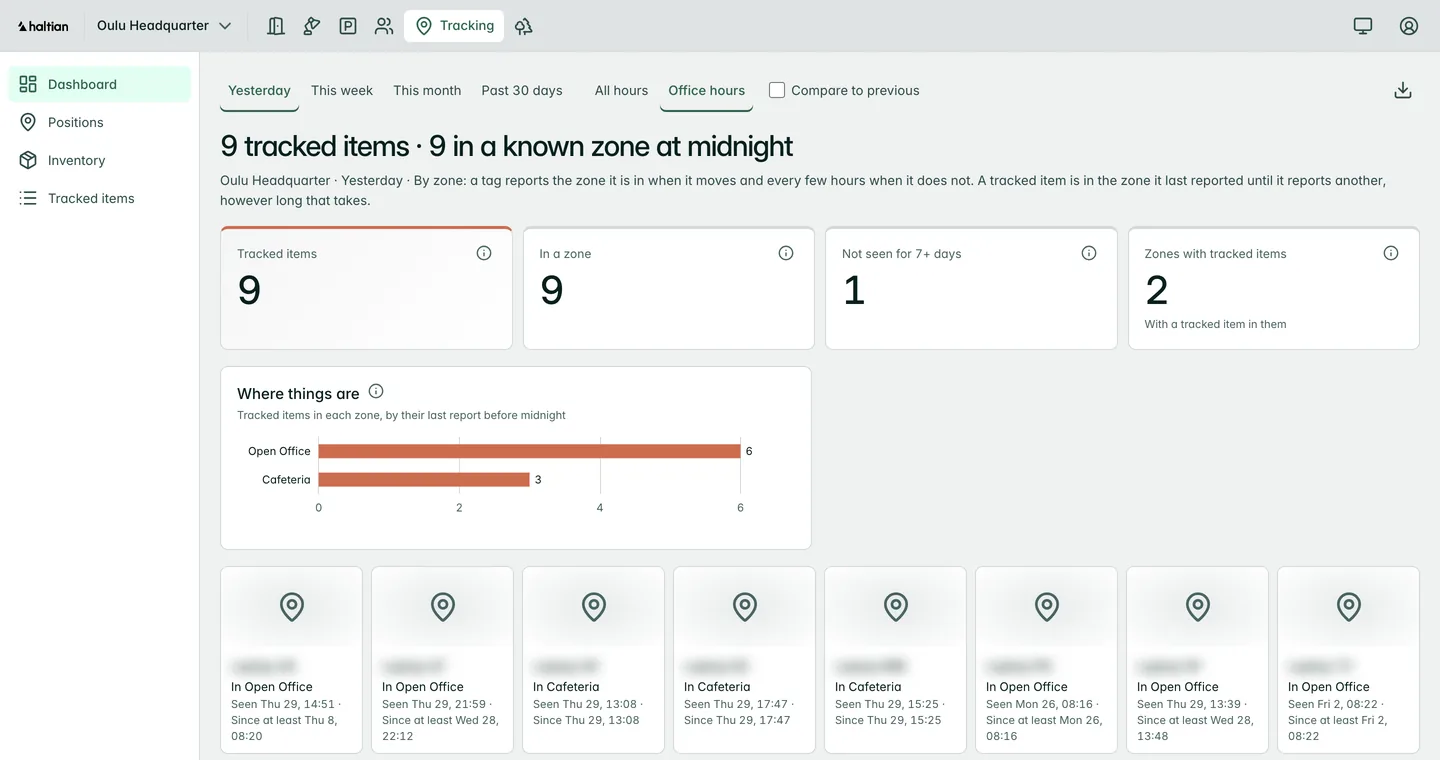 haltian
Oulu Headquarter
Tracking
Dashboard
Positions
Inventory
Tracked items
Yesterday This week This month Past 30 days All hours Office hours Compare to previous
9 tracked items · 9 in a known zone at midnight
Oulu Headquarter · Yesterday · By zone: a tag reports the zone it is in when it moves and every few hours when it does not. A tracked item is in the zone it last reported until it reports another,
however long that takes.
Tracked items
9
In a zone
9
Not seen for 7+ days
1
Zones with tracked items
2
With a tracked item in them
Where things are
Tracked items in each zone, by their last report before midnight
Open Office 6
Cafeteria 3
0 2 4 6
In Open Office
Seen Thu 29, 14:51 ·
Since at least Thu 8,
08:20
In Open Office
Seen Thu 29, 21:59 ·
Since at least Wed 28,
22:12
In Cafeteria
Seen Thu 29, 13:08 ·
Since Thu 29, 13:08
In Cafeteria
Seen Thu 29, 17:47 ·
Since Thu 29, 17:47
In Cafeteria
Seen Thu 29, 15:25 ·
Since Thu 29, 15:25
In Open Office
Seen Mon 26, 08:16 ·
Since at least Mon 26,
08:16
In Open Office
Seen Thu 29, 13:39 ·
Since at least Wed 28,
13:48
In Open Office
Seen Fri 2, 08:22 ·
Since at least Fri 2,
08:22